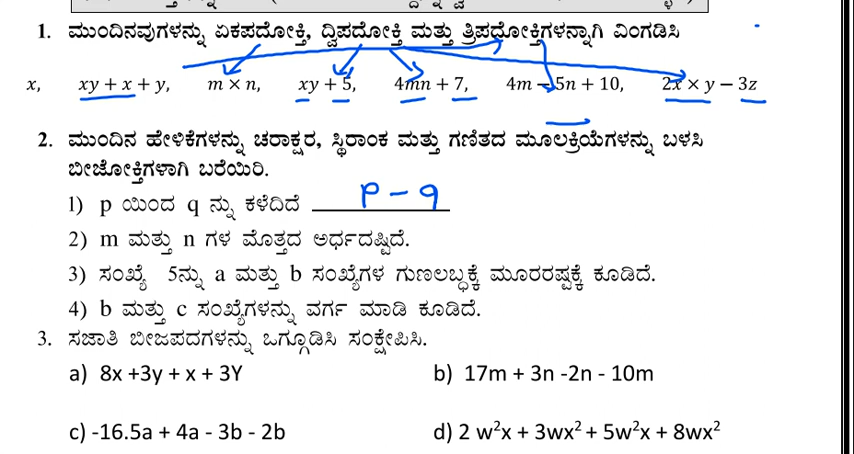 1. ಮುಂದಿನವುಗಳನ್ನು ಏಕಪದೋಕ್ತಿ, ದ್ವಿಪದೋಕ್ತಿ ಮತ್ತು ತ್ರಿಪದೋಕ್ತಿಗಳನ್ನಾಗಿ ವಿಂಗಡಿಸಿ
x, xy + x + y, m × n, xy + 5, 4mn + 7, 4m − 5n + 10, 2x × y − 3z
2. ಮುಂದಿನ ಹೇಳಿಕೆಗಳನ್ನು ಚರಾಕ್ಷರ, ಸ್ಥಿರಾಂಕ ಮತ್ತು ಗಣಿತದ ಮೂಲಕ್ರಿಯೆಗಳನ್ನು ಬಳಸಿ
ಬೀಜೋಕ್ತಿಗಳಾಗಿ ಬರೆಯಿರಿ.
1) p ಯಿಂದ q ನ್ನು ಕಳೆದಿದೆ p - q
2) m ಮತ್ತು n ಗಳ ಮೊತ್ತದ ಅರ್ಧದಷ್ಟಿದೆ.
3) ಸಂಖ್ಯೆ 5ನ್ನು a ಮತ್ತು b ಸಂಖ್ಯೆಗಳ ಗುಣಲಬ್ಧಕ್ಕೆ ಮೂರರಷ್ಟಕ್ಕೆ ಕೂಡಿದೆ.
4) b ಮತ್ತು c ಸಂಖ್ಯೆಗಳನ್ನು ವರ್ಗ ಮಾಡಿ ಕೂಡಿದೆ.
3. ಸಜಾತಿ ಬೀಜಪದಗಳನ್ನು ಒಗ್ಗೂಡಿಸಿ ಸಂಕ್ಷೇಪಿಸಿ.
a) 8x +3y + x + 3Y b) 17m + 3n -2n - 10m
c) -16.5a + 4a - 3b - 2b d) 2 w²x + 3wx² + 5w²x + 8wx²